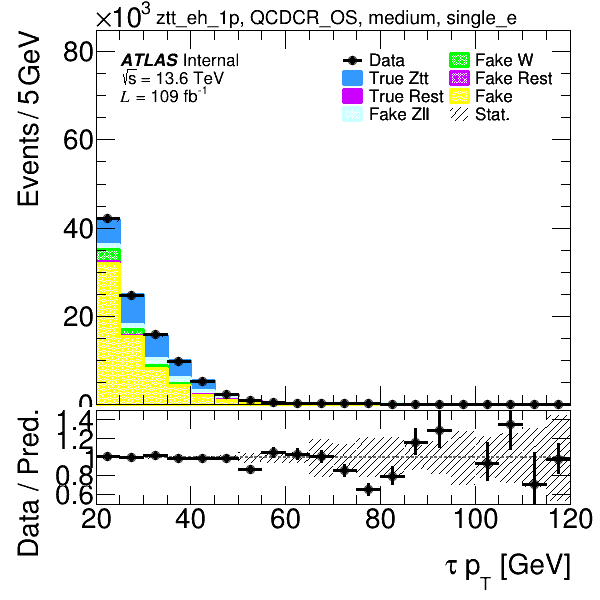 ×10³ ztt_eh_1p, QCDCR_OS, medium, single_e
ATLAS Internal
√s = 13.6 TeV
L = 109 fb⁻¹
Data
True Ztt
True Rest
Fake Zll
Fake W
Fake Rest
Fake
Stat.
Events / 5 GeV
80
60
40
20
0
Data / Pred.
1.4
1.2
1
0.8
0.6
20 40 60 80 100 120
τ p_T [GeV]